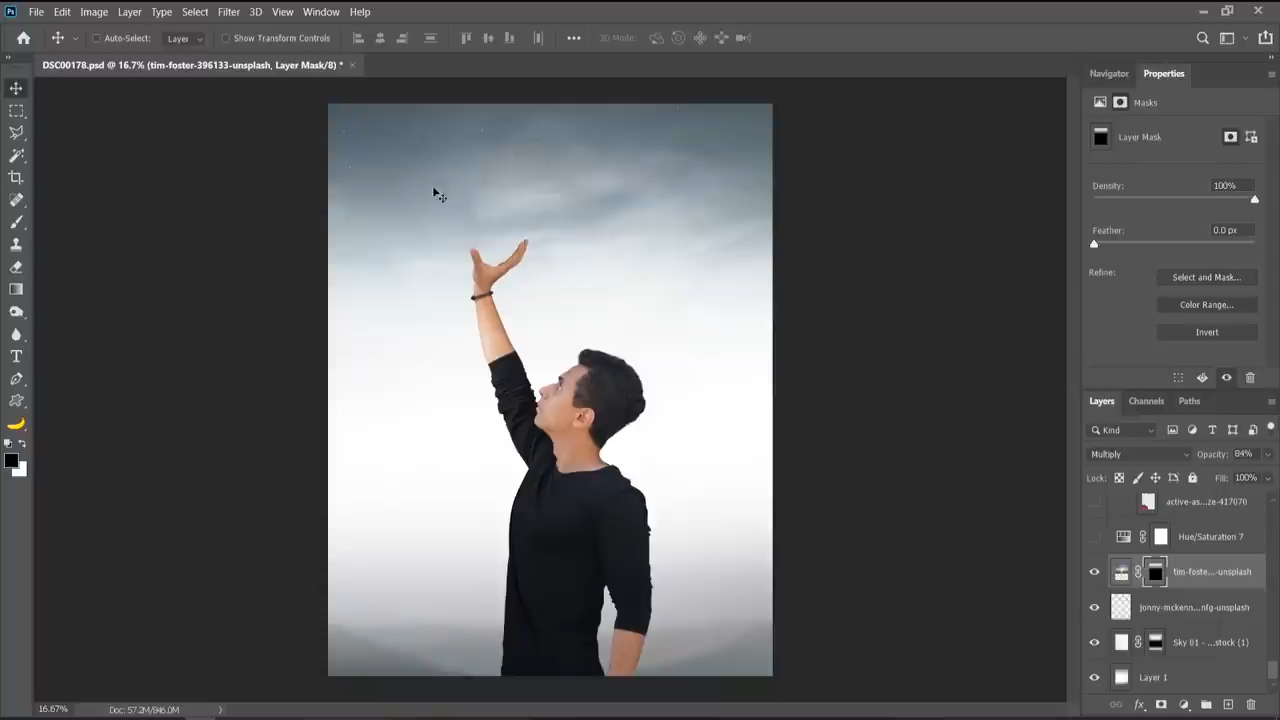 Ps File Edit Image Layer Type Select Filter 3D View Window Help
Auto-Select: Layer Show Transform Controls 3D Mode:
DSC00178.psd @ 16.7% (tim-foster-396133-unsplash, Layer Mask/8) *
Navigator Properties
Masks
Layer Mask
Density: 100%
Feather: 0.0 px
Refine: Select and Mask...
Color Range...
Invert
Layers Channels Paths
Kind
Multiply Opacity: 84%
Lock: Fill: 100%
active-as...ze-417070
Hue/Saturation 7
tim-foste...-unsplash
jonny-mckenn...nfg-unsplash
Sky 01 - ...stock (1)
Layer 1
16.67% Doc: 57.2M/846.0M